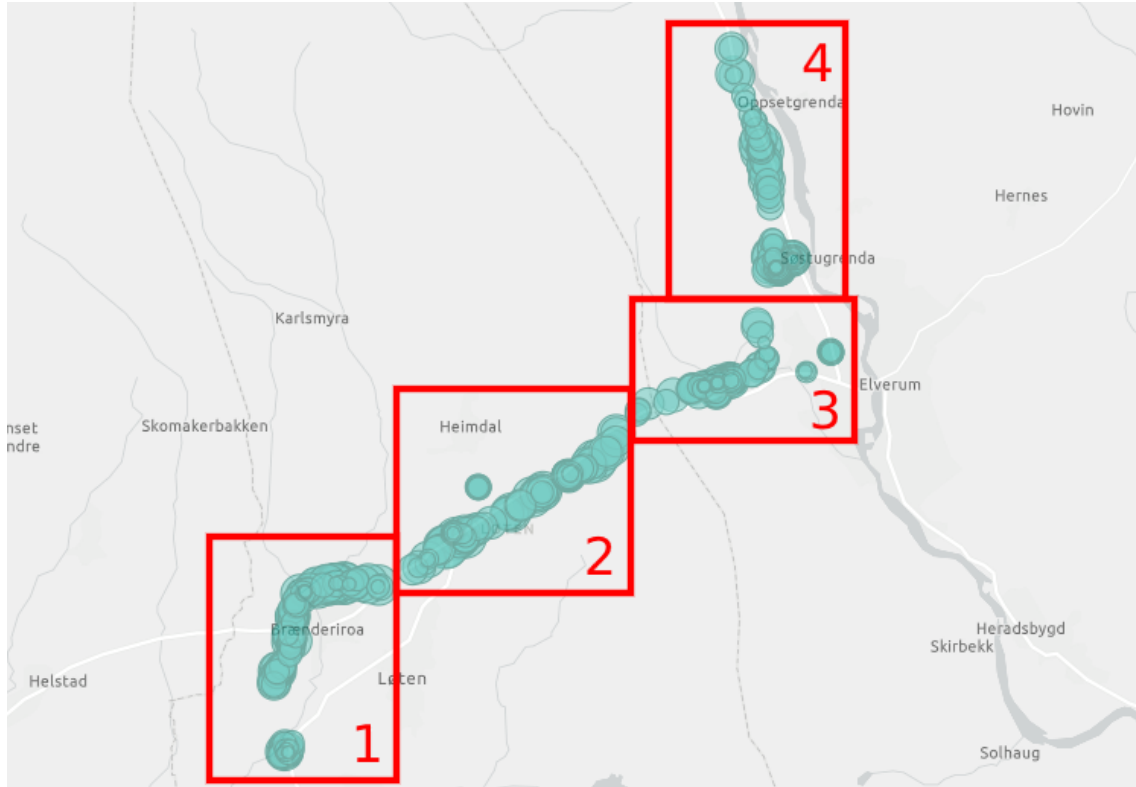 4
Oppsetgrenda
Hovin
Hernes
Søstugrenda
Karlsmyra
Elverum
3
Skomakerbakken
Heimdal
nset
ndre
LØTEN
2
Brænderiroa
Heradsbygd
Skirbekk
Helstad
Løten
1
Solhaug